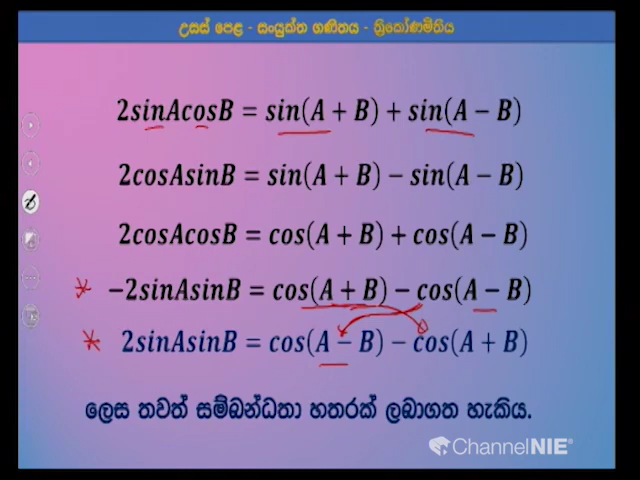 උසස් පෙළ - සංයුක්ත ගණිතය - ත්‍රිකෝණමිතිය
2sinAcosB = sin(A + B) + sin(A − B)
2cosAsinB = sin(A + B) − sin(A − B)
2cosAcosB = cos(A + B) + cos(A − B)
* −2sinAsinB = cos(A + B) − cos(A − B)
* 2sinAsinB = cos(A − B) − cos(A + B)
ලෙස තවත් සම්බන්ධතා හතරක් ලබාගත හැකිය.
ChannelNIE